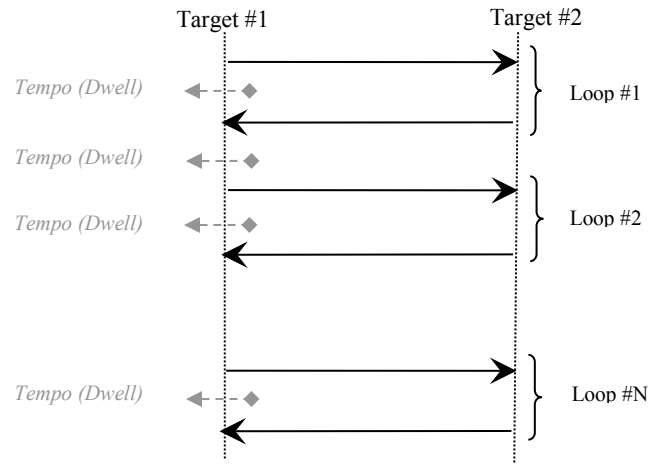 Target #1 Target #2
Tempo (Dwell) Loop #1
Tempo (Dwell)
Tempo (Dwell) Loop #2
Tempo (Dwell) Loop #N